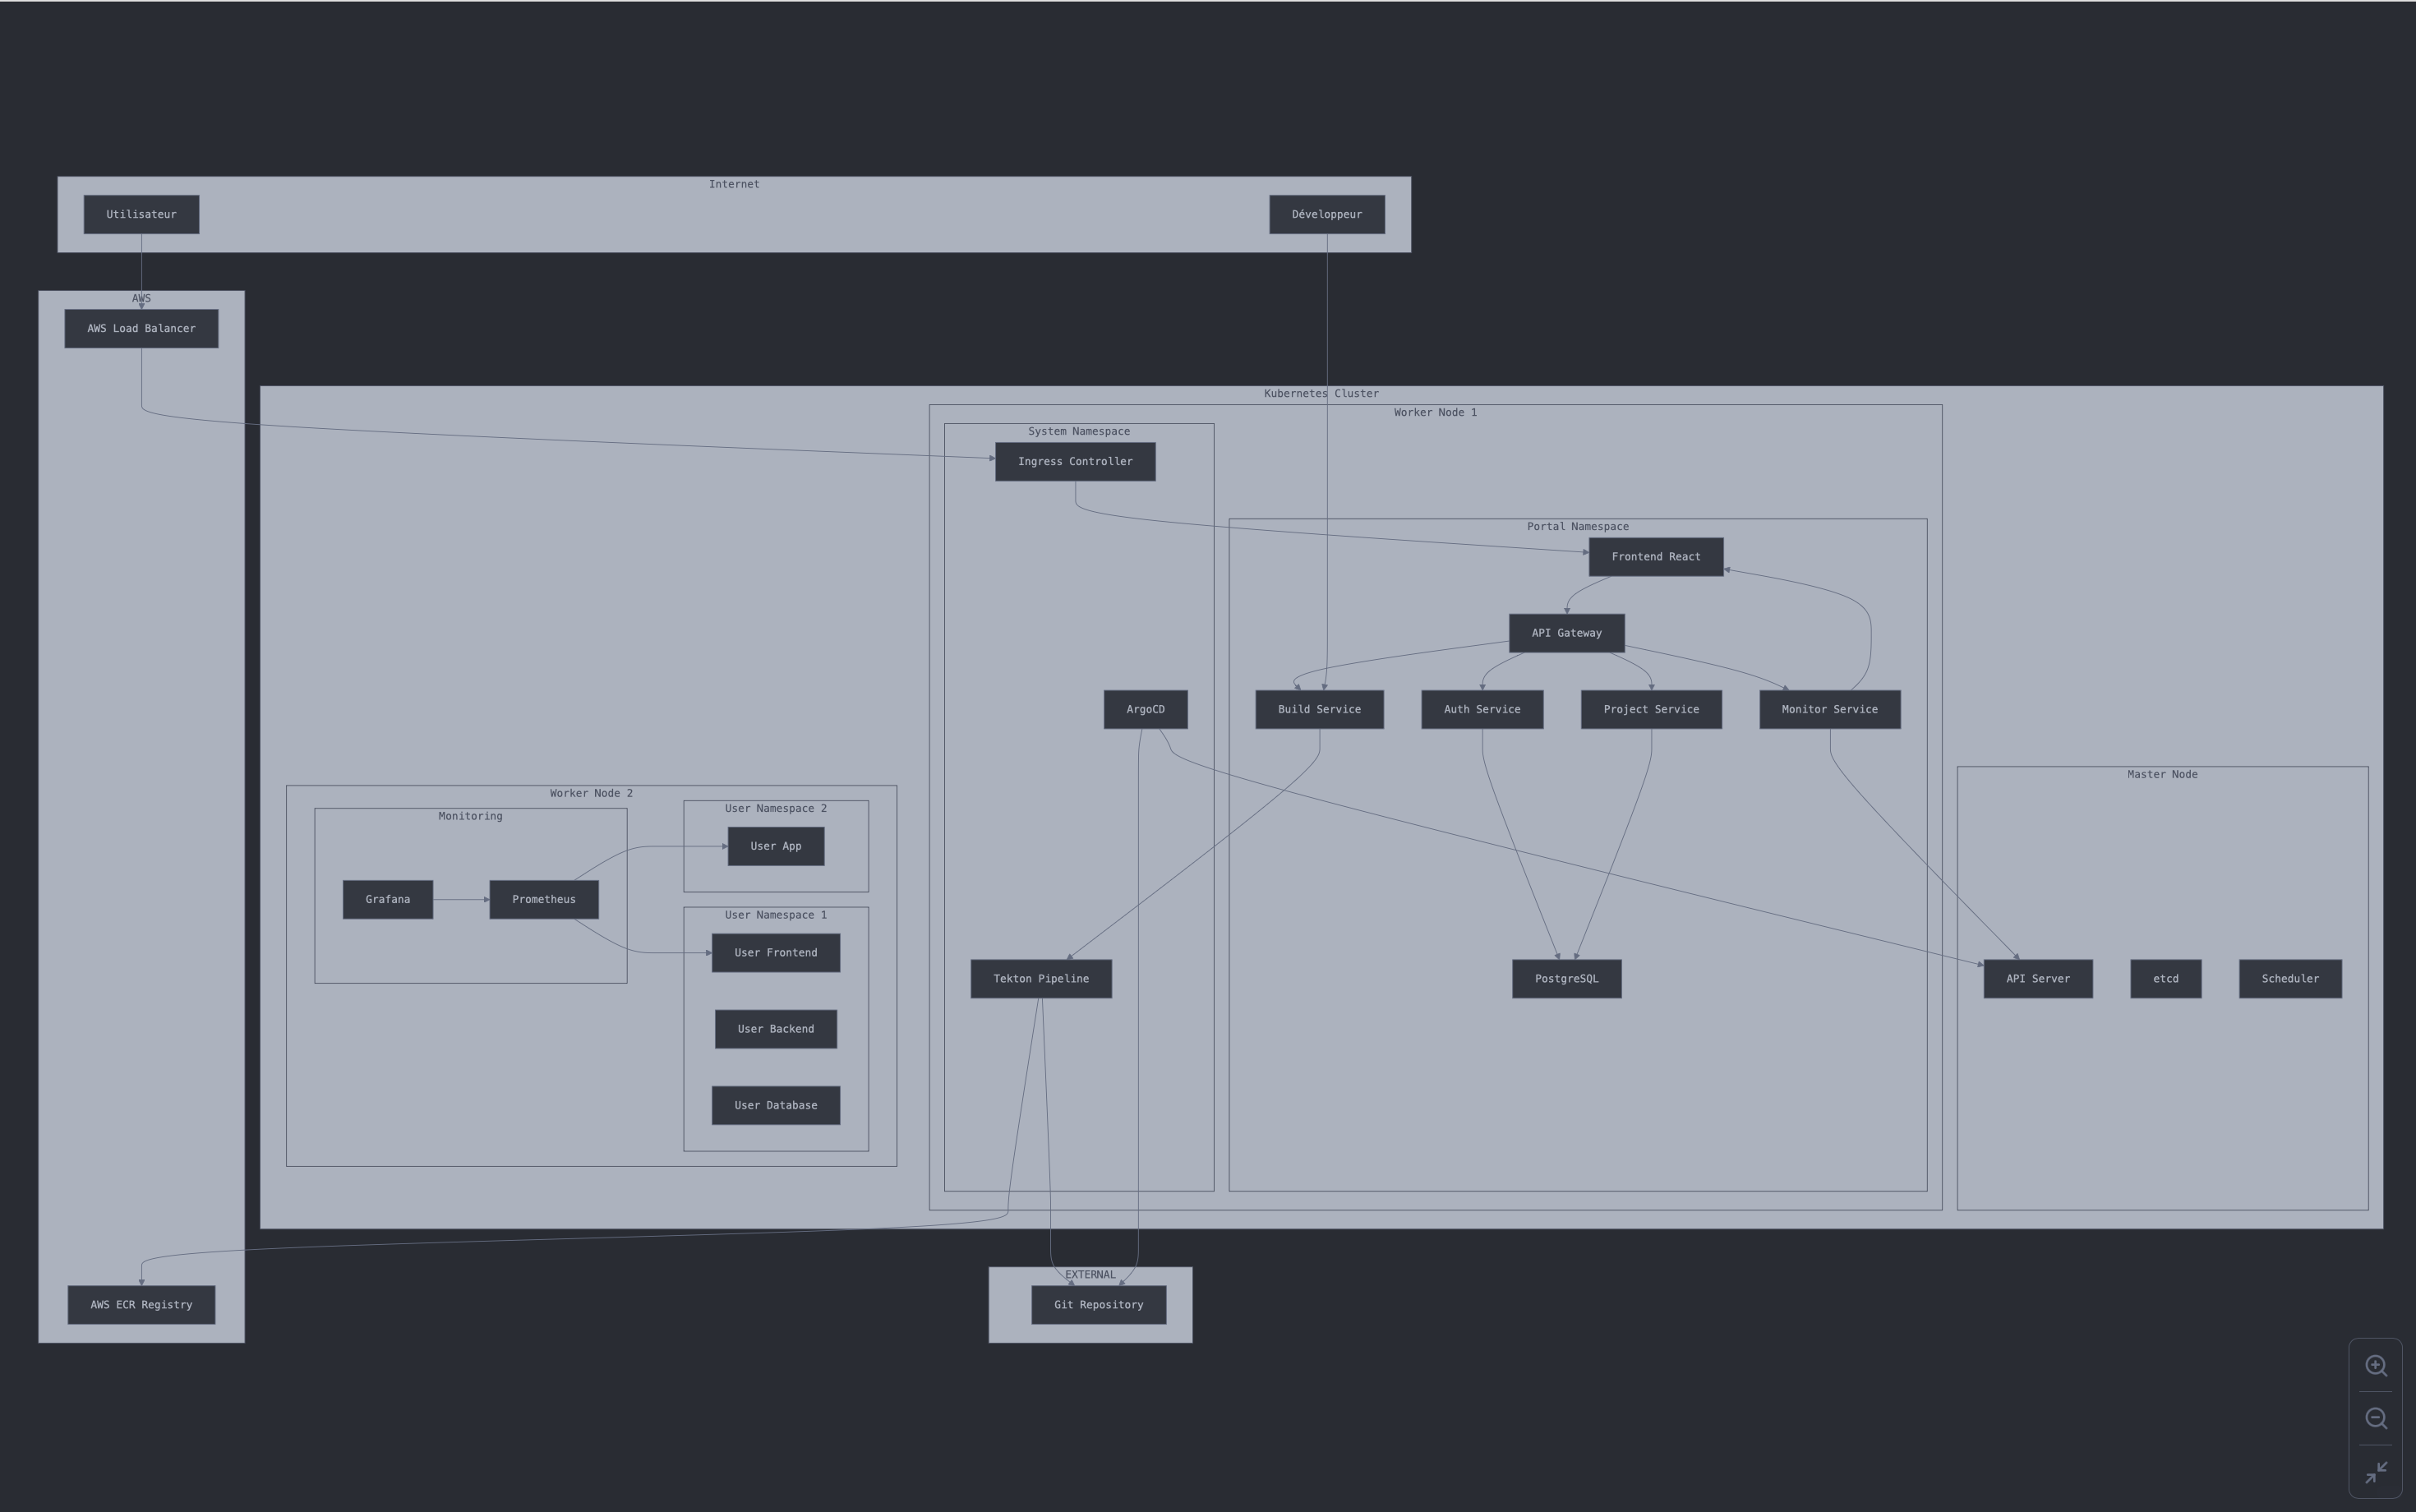 Internet
Utilisateur
Développeur
AWS
AWS Load Balancer
Kubernetes Cluster
Worker Node 1
System Namespace
Ingress Controller
Portal Namespace
Frontend React
API Gateway
ArgoCD
Build Service
Auth Service
Project Service
Monitor Service
Master Node
Worker Node 2
Monitoring
User Namespace 2
User App
Grafana
Prometheus
User Namespace 1
User Frontend
Tekton Pipeline
PostgreSQL
API Server
etcd
Scheduler
User Backend
User Database
EXTERNAL
AWS ECR Registry
Git Repository